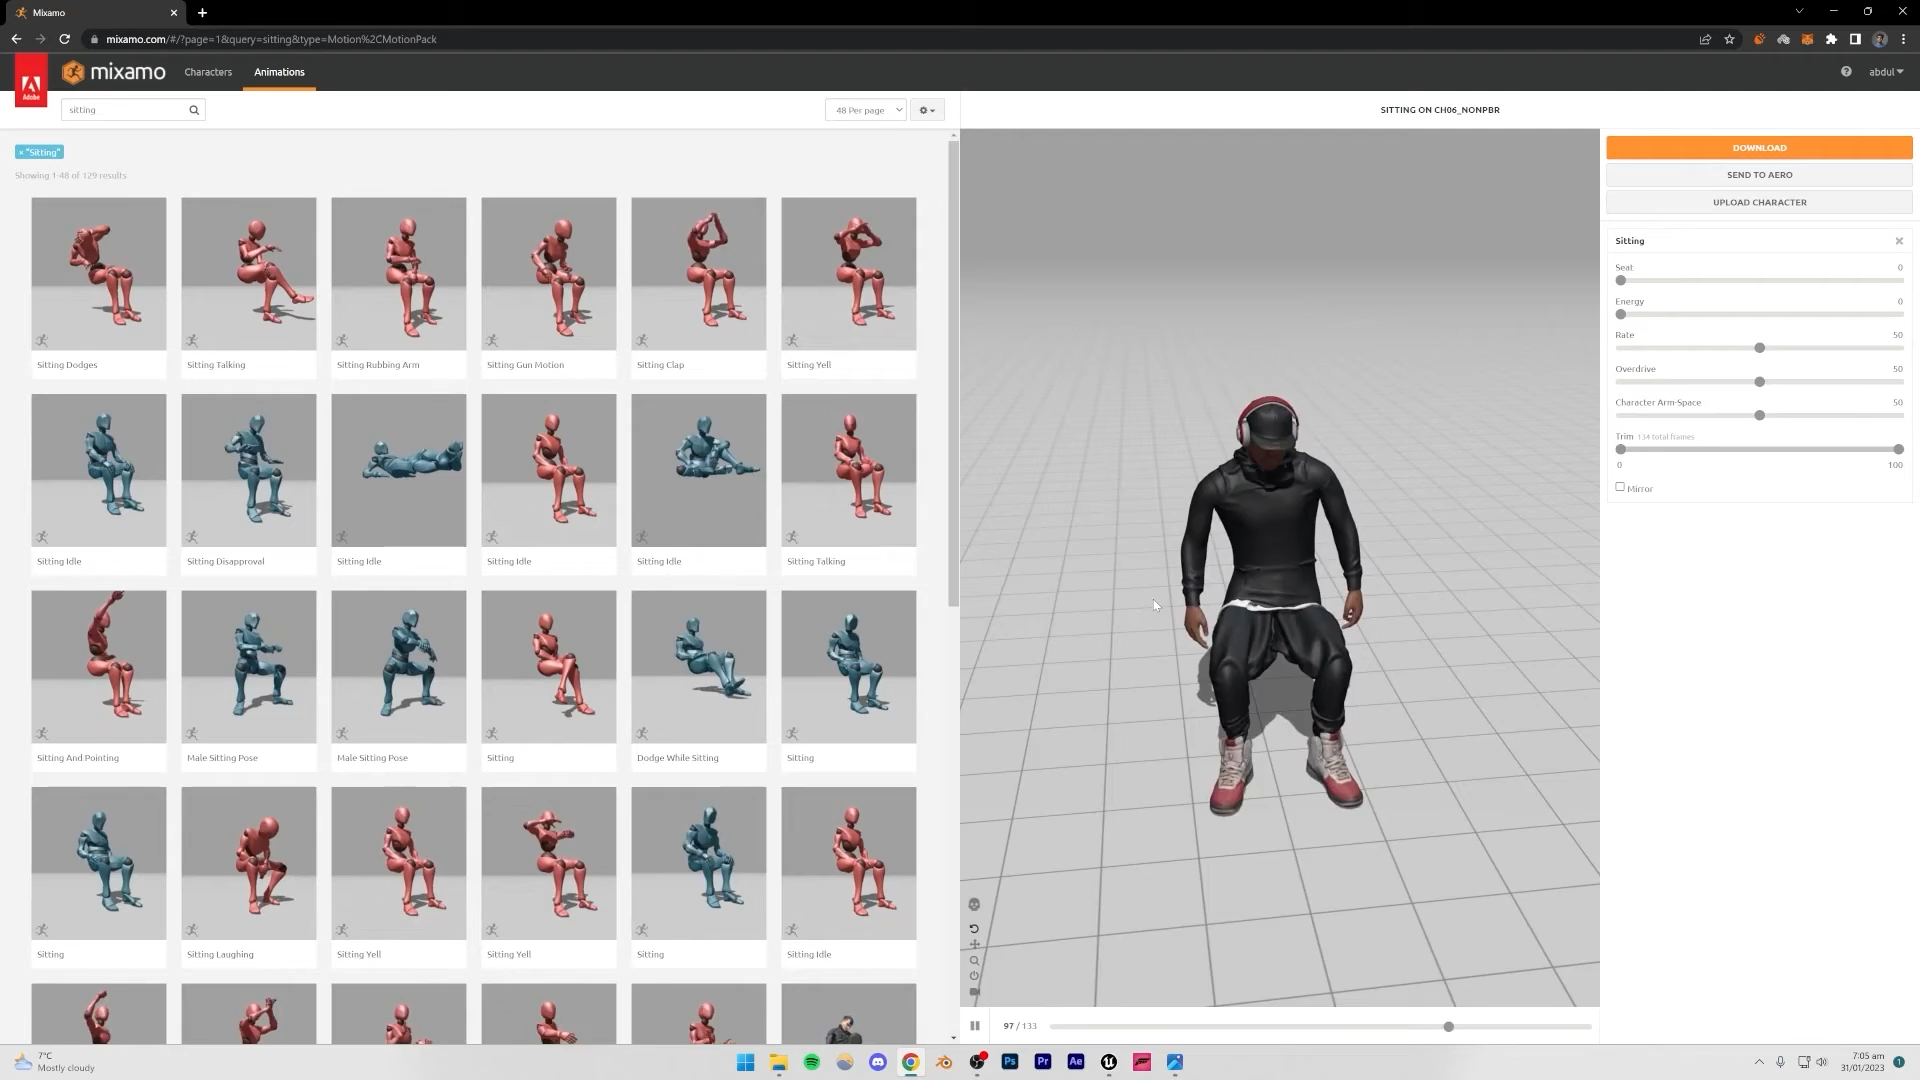 Mixamo
mixamo.com/#/?page=1&query=sitting&type=Motion%2CMotionPack
Adobe
mixamo
Characters
Animations
abdul
sitting
48 Per page
SITTING ON CH06_NONPBR
× "Sitting"
Showing 1-48 of 129 results
DOWNLOAD
SEND TO AERO
UPLOAD CHARACTER
Sitting
Seat 0
Energy 0
Rate 50
Overdrive 50
Character Arm-Space 50
Trim 134 total frames
0 100
Mirror
Sitting Dodges
Sitting Talking
Sitting Rubbing Arm
Sitting Gun Motion
Sitting Clap
Sitting Yell
Sitting Idle
Sitting Disapproval
Sitting Idle
Sitting Idle
Sitting Idle
Sitting Talking
Sitting And Pointing
Male Sitting Pose
Male Sitting Pose
Sitting
Dodge While Sitting
Sitting
Sitting
Sitting Laughing
Sitting Yell
Sitting Yell
Sitting
Sitting Idle
97 / 133
7°C
Mostly cloudy
Ps
Pr
Ae
7:05 am
31/01/2023
1